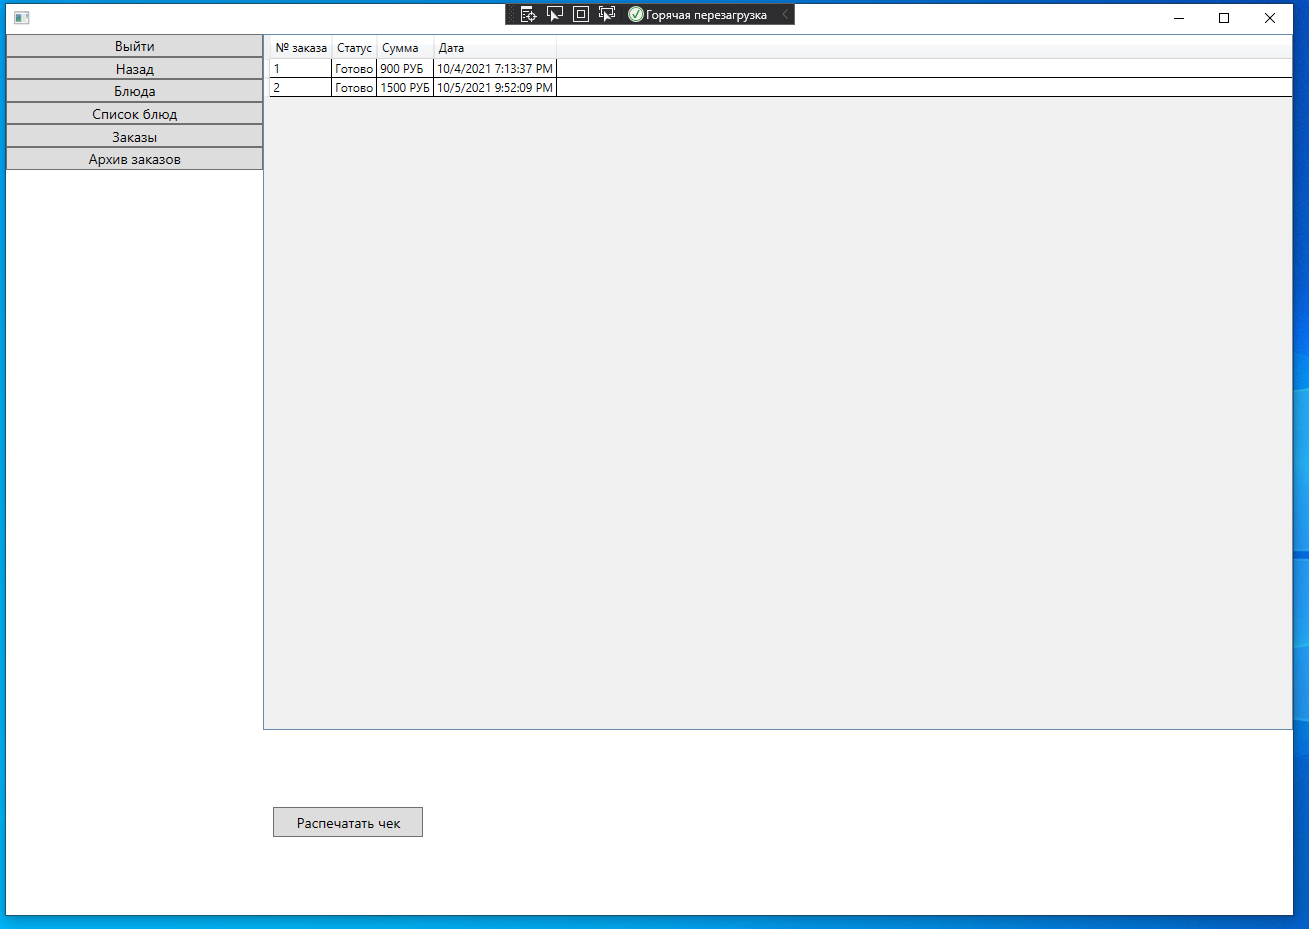 Горячая перезагрузка
Выйти
Назад
Блюда
Список блюд
Заказы
Архив заказов
№ заказа Статус Сумма Дата
1 Готово 900 РУБ 10/4/2021 7:13:37 PM
2 Готово 1500 РУБ 10/5/2021 9:52:09 PM
Распечатать чек